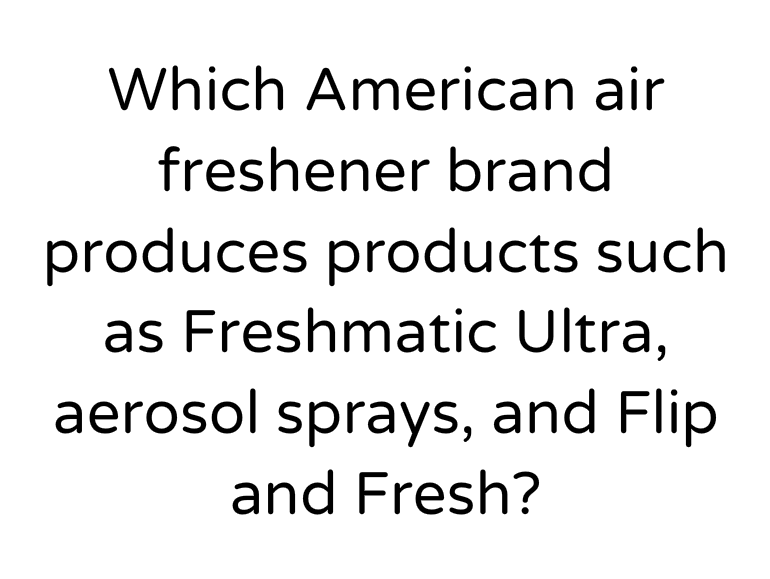 Which American air
freshener brand
produces products such
as Freshmatic Ultra,
aerosol sprays, and Flip
and Fresh?